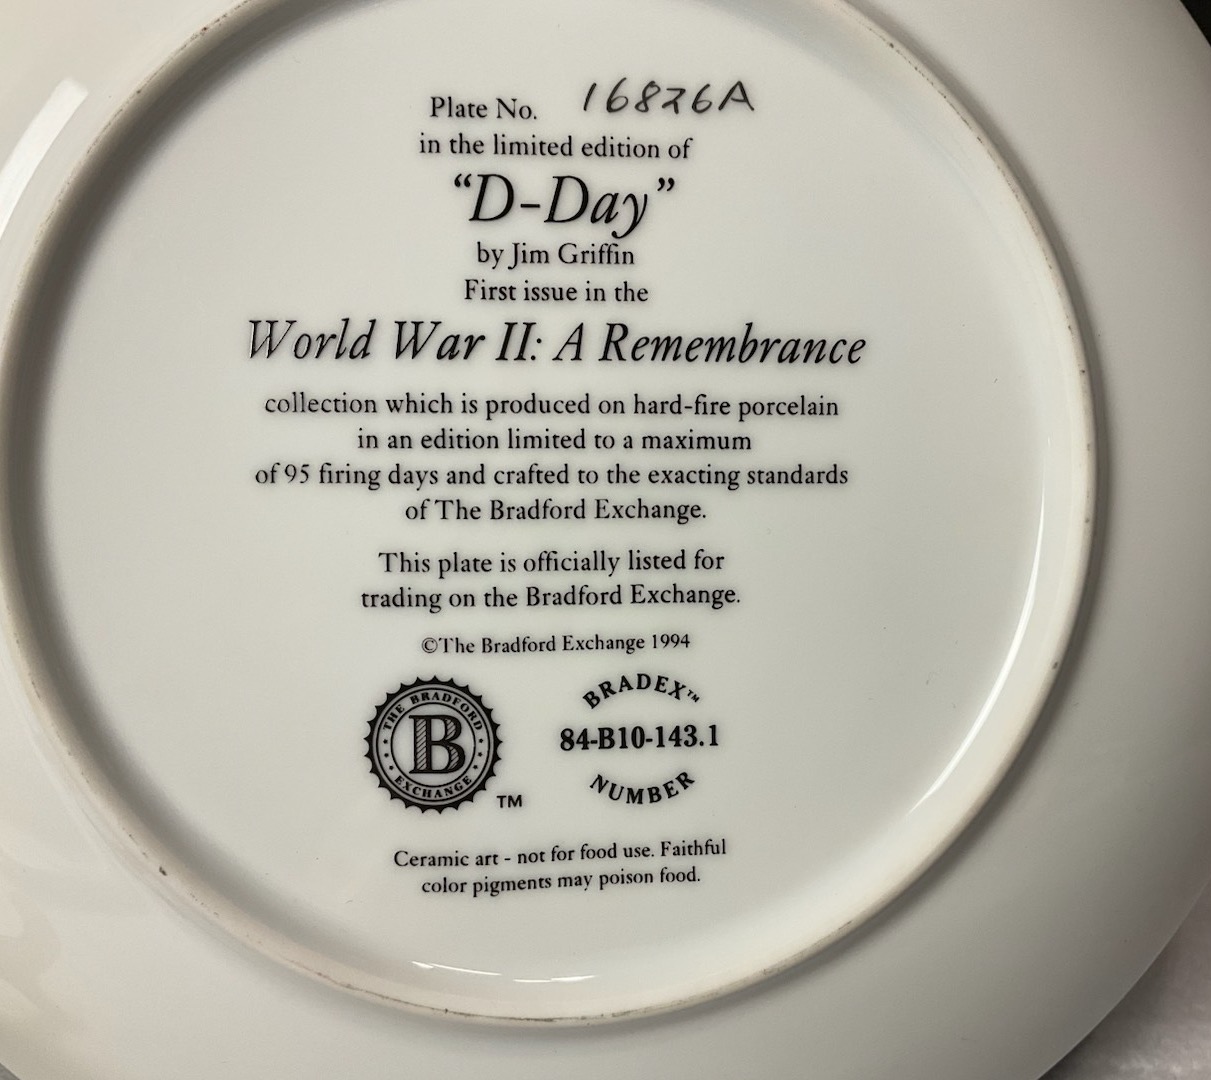 Plate No. 16826A
in the limited edition of
“D-Day”
by Jim Griffin
First issue in the
World War II: A Remembrance
collection which is produced on hard-fire porcelain
in an edition limited to a maximum
of 95 firing days and crafted to the exacting standards
of The Bradford Exchange.
This plate is officially listed for
trading on the Bradford Exchange.
©The Bradford Exchange 1994
THE BRADFORD
B
EXCHANGE
TM
BRADEX™
84-B10-143.1
NUMBER
Ceramic art - not for food use. Faithful
color pigments may poison food.